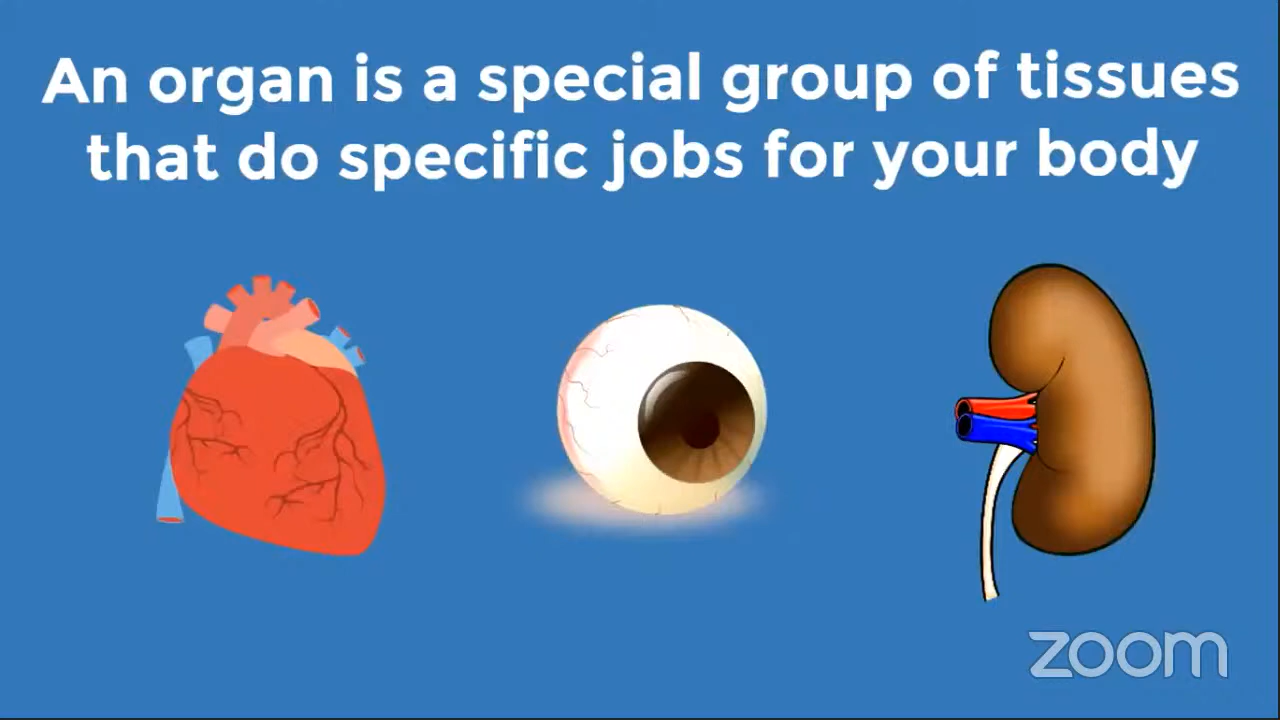 An organ is a special group of tissues
that do specific jobs for your body
zoom